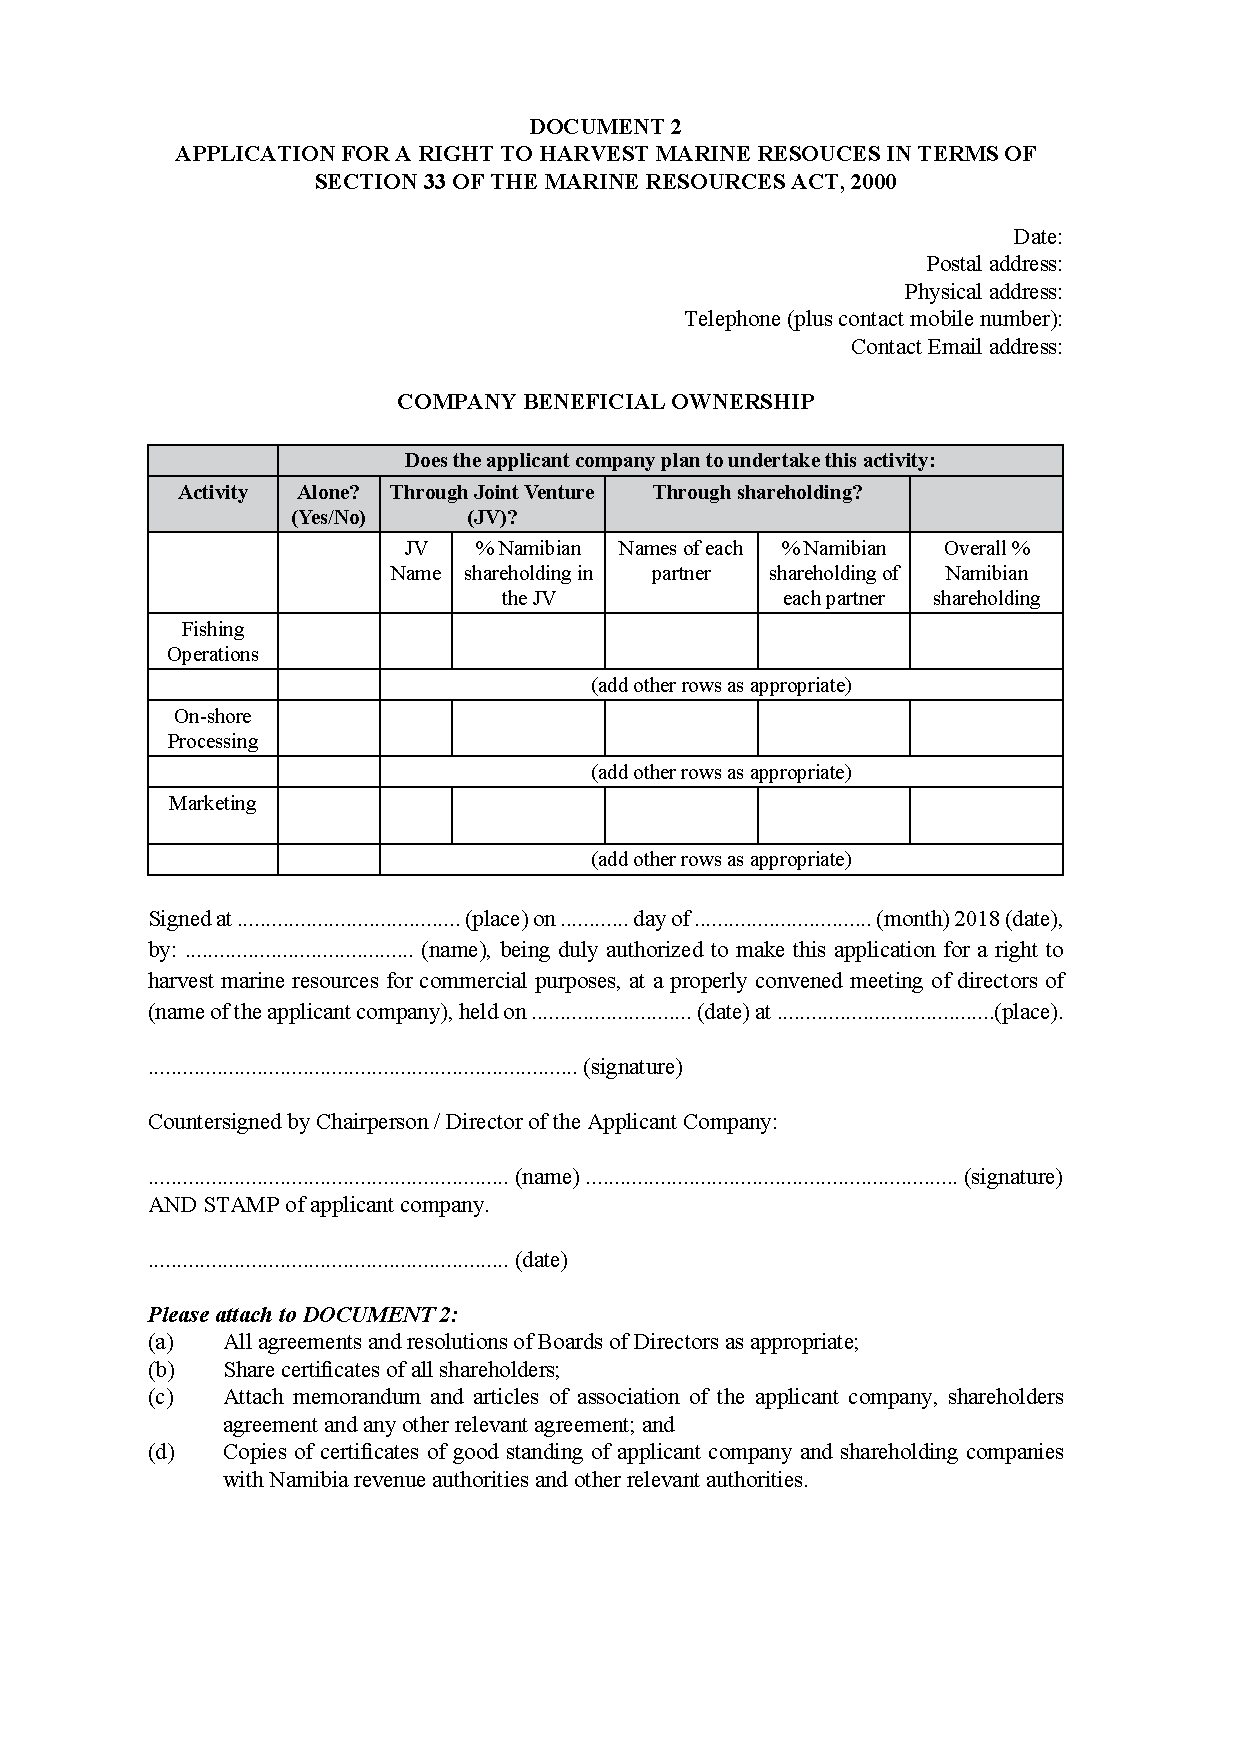 DOCUMENT 2
APPLICATION FOR A RIGHT TO HARVEST MARINE RESOUCES IN TERMS OF
SECTION 33 OF THE MARINE RESOURCES ACT, 2000
Date:
Postal address:
Physical address:
Telephone (plus contact mobile number):
Contact Email address:
COMPANY BENEFICIAL OWNERSHIP
Does the applicant company plan to undertake this activity:
Activity Alone? Through Joint Venture Through shareholding?
(Yes/No) (JV)?
JV % Namibian Names of each % Namibian Overall %
Name shareholding in partner shareholding of Namibian
the JV each partner shareholding
Fishing
Operations
(add other rows as appropriate)
On-shore
Processing
(add other rows as appropriate)
Marketing
(add other rows as appropriate)
Signed at ....................................... (place) on ............ day of ............................... (month) 2018 (date),
by: ........................................ (name), being duly authorized to make this application for a right to
harvest marine resources for commercial purposes, at a properly convened meeting of directors of
(name of the applicant company), held on ............................ (date) at ......................................(place).
........................................................................... (signature)
Countersigned by Chairperson / Director of the Applicant Company:
............................................................... (name) ................................................................. (signature)
AND STAMP of applicant company.
............................................................... (date)
Please attach to DOCUMENT 2:
(a) All agreements and resolutions of Boards of Directors as appropriate;
(b) Share certificates of all shareholders;
(c) Attach memorandum and articles of association of the applicant company, shareholders
agreement and any other relevant agreement; and
(d) Copies of certificates of good standing of applicant company and shareholding companies
with Namibia revenue authorities and other relevant authorities.